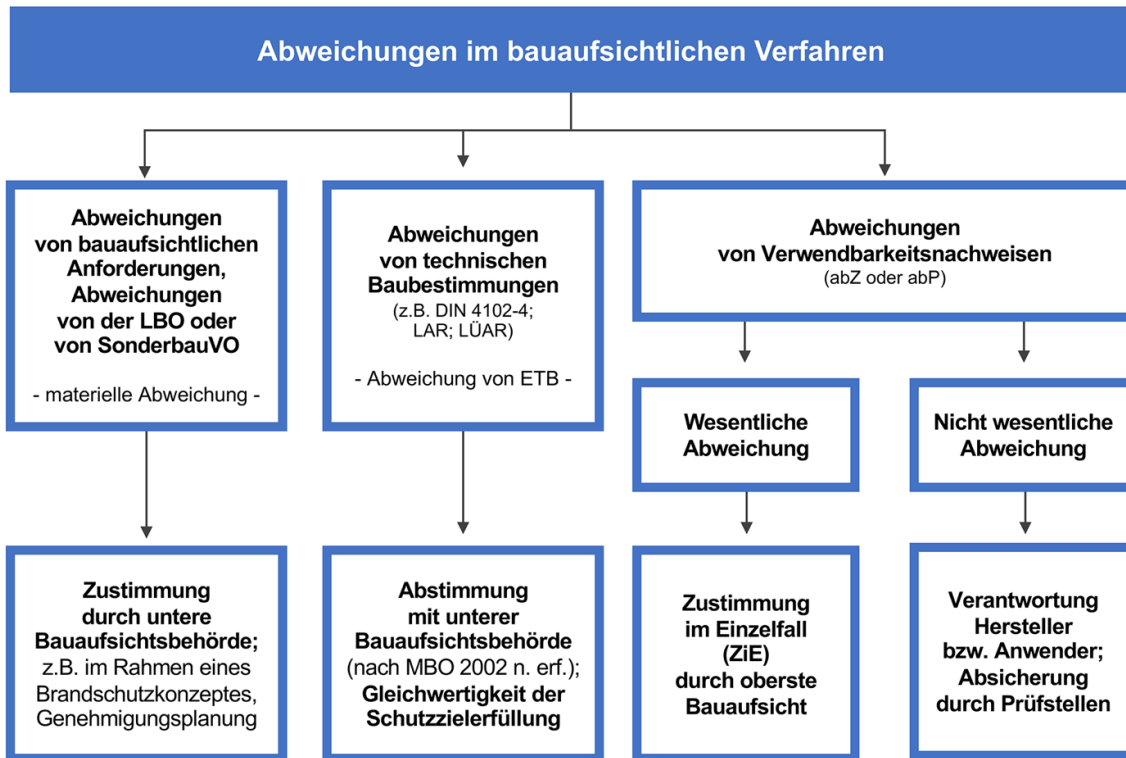 Abweichungen im bauaufsichtlichen Verfahren
Abweichungen
von bauaufsichtlichen
Anforderungen,
Abweichungen
von der LBO oder
von SonderbauVO
- materielle Abweichung -
Abweichungen
von technischen
Baubestimmungen
(z.B. DIN 4102-4;
LAR; LÜAR)
- Abweichung von ETB -
Abweichungen
von Verwendbarkeitsnachweisen
(abZ oder abP)
Wesentliche
Abweichung
Nicht wesentliche
Abweichung
Zustimmung
durch untere
Bauaufsichtsbehörde;
z.B. im Rahmen eines
Brandschutzkonzeptes,
Genehmigungsplanung
Abstimmung
mit unterer
Bauaufsichtsbehörde
(nach MBO 2002 n. erf.);
Gleichwertigkeit der
Schutzzielerfüllung
Zustimmung
im Einzelfall
(ZiE)
durch oberste
Bauaufsicht
Verantwortung
Hersteller
bzw. Anwender;
Absicherung
durch Prüfstellen